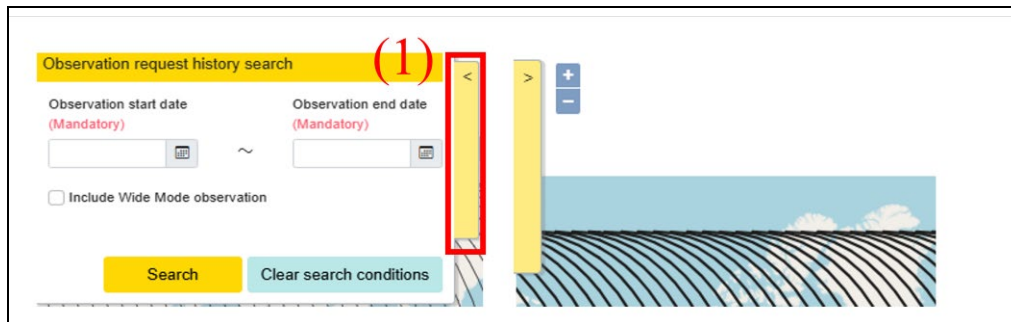 (1)
Observation request history search
<
>
+
−
Observation start date
Observation end date
(Mandatory)
(Mandatory)
~
Include Wide Mode observation
Search
Clear search conditions